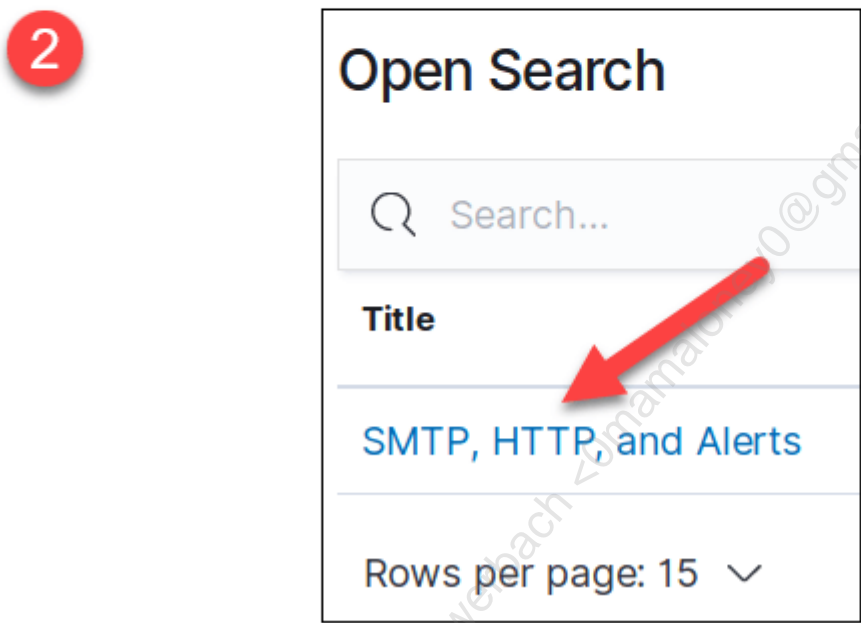 2
Open Search
Search...
Title
SMTP, HTTP, and Alerts
Rows per page: 15